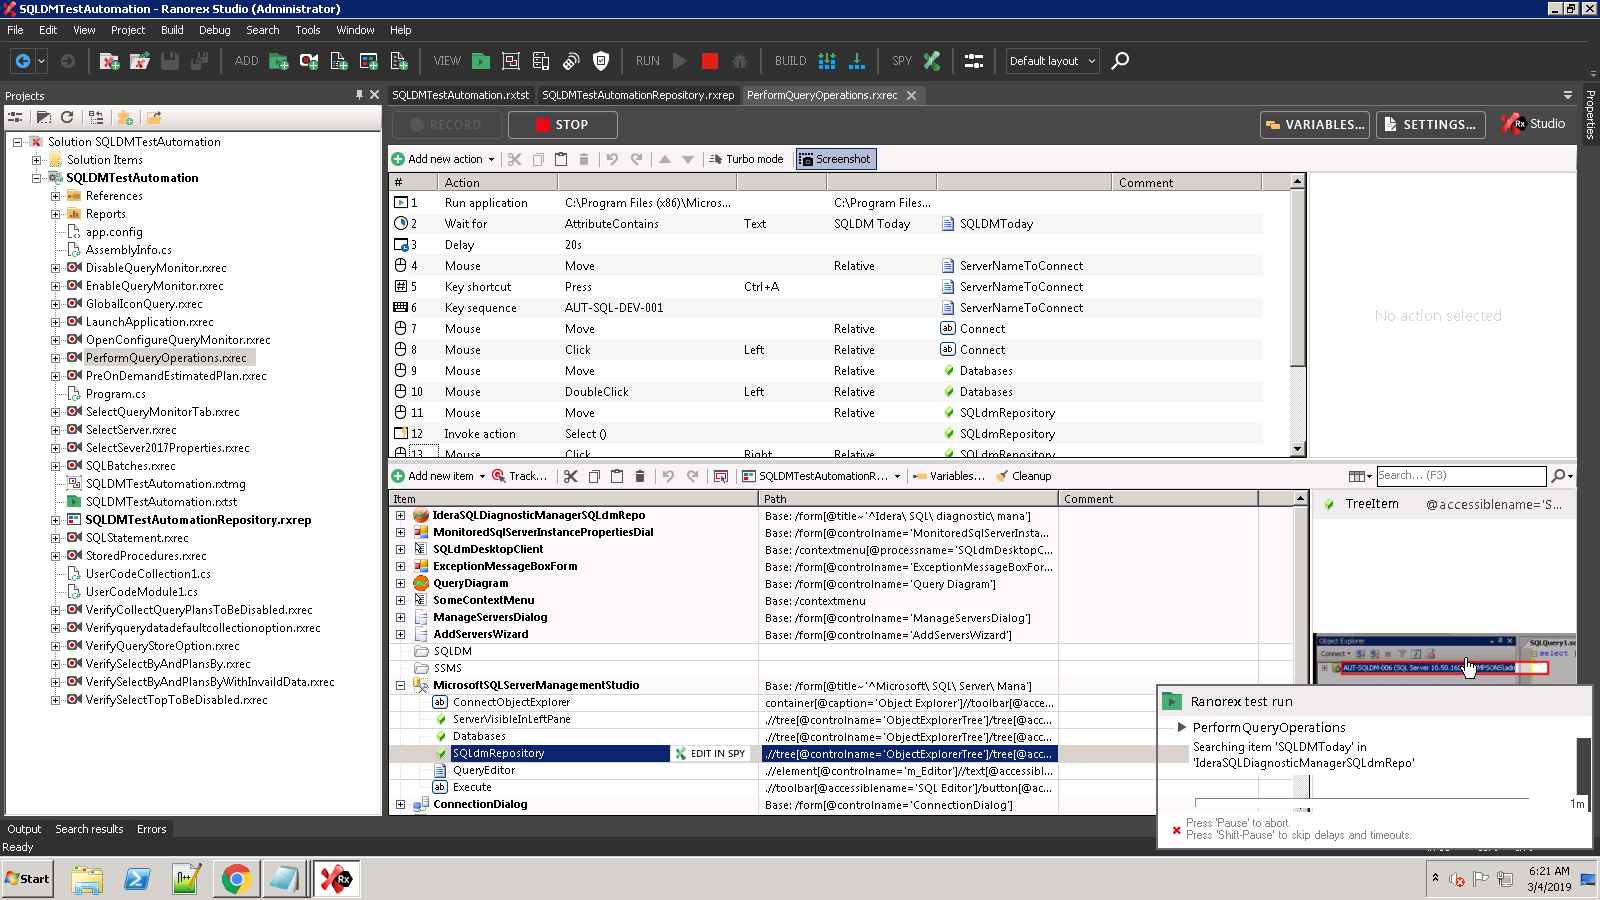 SQLDMTestAutomation - Ranorex Studio (Administrator)
File Edit View Project Build Debug Search Tools Window Help
ADD VIEW RUN BUILD SPY Default layout
Projects
SQLDMTestAutomation.rxtst SQLDMTestAutomationRepository.rxrep PerformQueryOperations.rxrec
Properties
RECORD STOP VARIABLES... SETTINGS... Rx Studio
Solution SQLDMTestAutomation
Solution Items
SQLDMTestAutomation
References
Reports
app.config
AssemblyInfo.cs
DisableQueryMonitor.rxrec
EnableQueryMonitor.rxrec
GlobalIconQuery.rxrec
LaunchApplication.rxrec
OpenConfigureQueryMonitor.rxrec
PerformQueryOperations.rxrec
PreOnDemandEstimatedPlan.rxrec
Program.cs
SelectQueryMonitorTab.rxrec
SelectServer.rxrec
SelectSever2017Properties.rxrec
SQLBatches.rxrec
SQLDMTestAutomation.rxtmg
SQLDMTestAutomation.rxtst
SQLDMTestAutomationRepository.rxrep
SQLStatement.rxrec
StoredProcedures.rxrec
UserCodeCollection1.cs
UserCodeModule1.cs
VerifyCollectQueryPlansToBeDisabled.rxrec
Verifyquerydatadefaultcollectionoption.rxrec
VerifyQueryStoreOption.rxrec
VerifySelectByAndPlansBy.rxrec
VerifySelectByAndPlansByWithInvaildData.rxrec
VerifySelectTopToBeDisabled.rxrec
Add new action Turbo mode Screenshot
# Action Comment
1 Run application C:\Program Files (x86)\Micros... C:\Program Files...
2 Wait for AttributeContains Text SQLDM Today SQLDMToday
3 Delay 20s
4 Mouse Move Relative ServerNameToConnect
5 Key shortcut Press Ctrl+A ServerNameToConnect
6 Key sequence AUT-SQL-DEV-001 ServerNameToConnect
7 Mouse Move Relative ab Connect
8 Mouse Click Left Relative ab Connect
9 Mouse Move Relative Databases
10 Mouse DoubleClick Left Relative Databases
11 Mouse Move Relative SQLdmRepository
12 Invoke action Select () SQLdmRepository
13 Mouse Click Right Relative SQLdmRepository
No action selected
Add new item Track... SQLDMTestAutomationR... Variables... Cleanup Search... (F3)
Item Path Comment
IderaSQLDiagnosticManagerSQLdmRepo Base: /form[@title~'^Idera\ SQL\ diagnostic\ mana']
MonitoredSqlServerInstancePropertiesDial Base: /form[@controlname='MonitoredSqlServerInsta...
SQLdmDesktopClient Base: /contextmenu[@processname='SQLdmDesktopC...
ExceptionMessageBoxForm Base: /form[@controlname='ExceptionMessageBoxFor...
QueryDiagram Base: /form[@controlname='Query Diagram']
SomeContextMenu Base: /contextmenu
ManageServersDialog Base: /form[@controlname='ManageServersDialog']
AddServersWizard Base: /form[@controlname='AddServersWizard']
SQLDM
SSMS
MicrosoftSQLServerManagementStudio Base: /form[@title~'^Microsoft\ SQL\ Server\ Mana']
ab ConnectObjectExplorer container[@caption='Object Explorer']//toolbar[@acce...
ServerVisibleInLeftPane .//tree[@controlname='ObjectExplorerTree']/tree[@acc...
Databases .//tree[@controlname='ObjectExplorerTree']/tree[@acc...
SQLdmRepository EDIT IN SPY .//tree[@controlname='ObjectExplorerTree']/tree[@acc...
QueryEditor .//element[@controlname='m_Editor']//text[@accessibl...
ab Execute .//toolbar[@accessiblename='SQL Editor']/button[@ac...
ConnectionDialog Base: /form[@controlname='ConnectionDialog']
TreeItem @accessiblename='S...
Object Explorer
Connect
select
Ranorex test run
PerformQueryOperations
Searching item 'SQLDMToday' in
'IderaSQLDiagnosticManagerSQLdmRepo'
1m
Press 'Pause' to abort.
Press 'Shift-Pause' to skip delays and timeouts.
Output Search results Errors
Ready
Start Rx
6:21 AM
3/4/2019